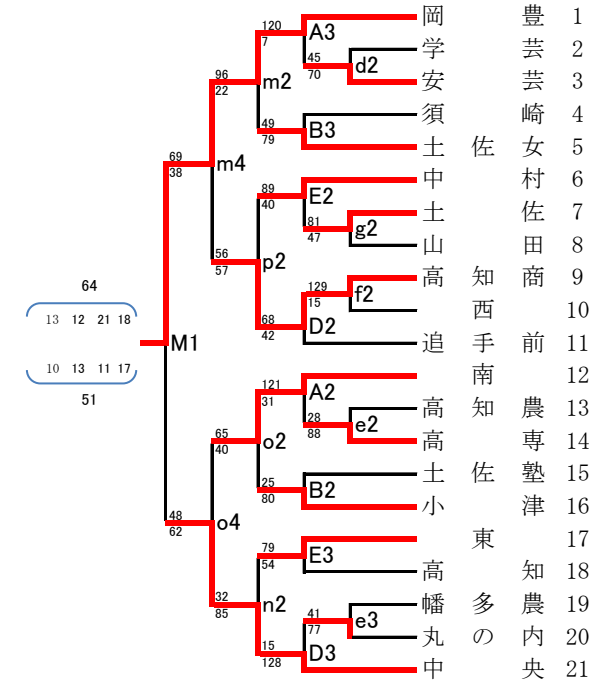 岡 豊 1
120
7
A3
学 芸 2
45
70
d2
安 芸 3
96
22
m2
須 崎 4
49
79
B3
土 佐 女 5
69
38
m4
中 村 6
89
40
E2
土 佐 7
81
47
g2
山 田 8
56
57
p2
高 知 商 9
129
15
f2
西 10
68
42
D2
追 手 前 11
64
13 12 21 18
M1
10 13 11 17
51
南 12
121
31
A2
高 知 農 13
28
88
e2
高 専 14
65
40
o2
土 佐 塾 15
25
80
B2
小 津 16
48
62
o4
東 17
79
54
E3
高 知 18
32
85
n2
幡 多 農 19
41
77
e3
丸 の 内 20
15
128
D3
中 央 21